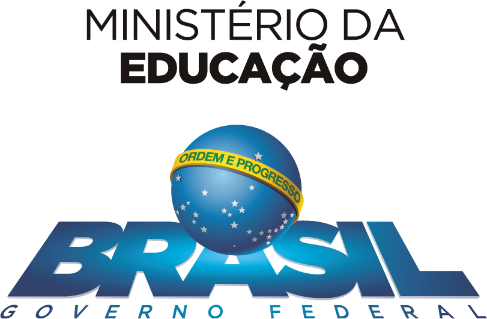 MINISTÉRIO DA
EDUCAÇÃO
ORDEM E PROGRESSO
BRASIL
GOVERNO FEDERAL